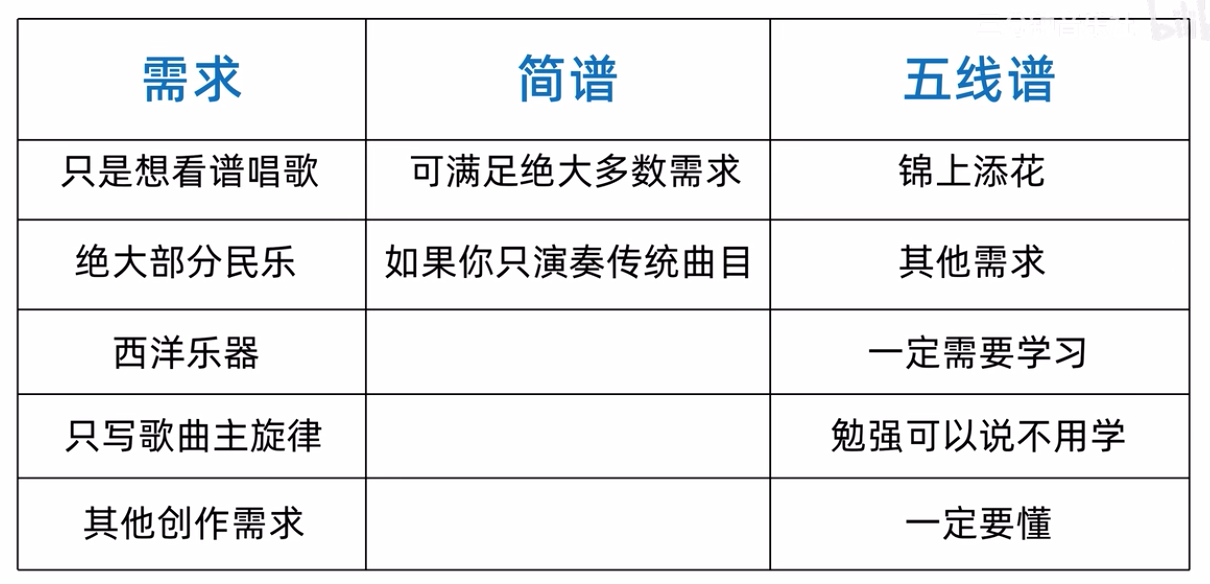 需求 简谱 五线谱
只是想看谱唱歌 可满足绝大多数需求 锦上添花
绝大部分民乐 如果你只演奏传统曲目 其他需求
西洋乐器 一定需要学习
只写歌曲主旋律 勉强可以说不用学
其他创作需求 一定要懂